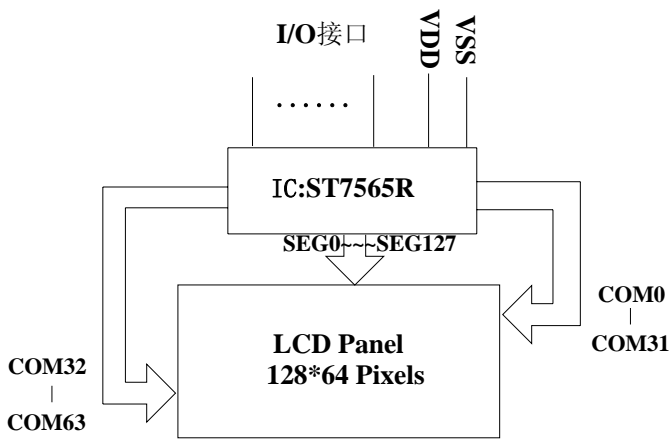 I/O接口
VDD
VSS
......
IC:ST7565R
SEG0~~~SEG127
COM0
|
COM31
LCD Panel
128*64 Pixels
COM32
|
COM63